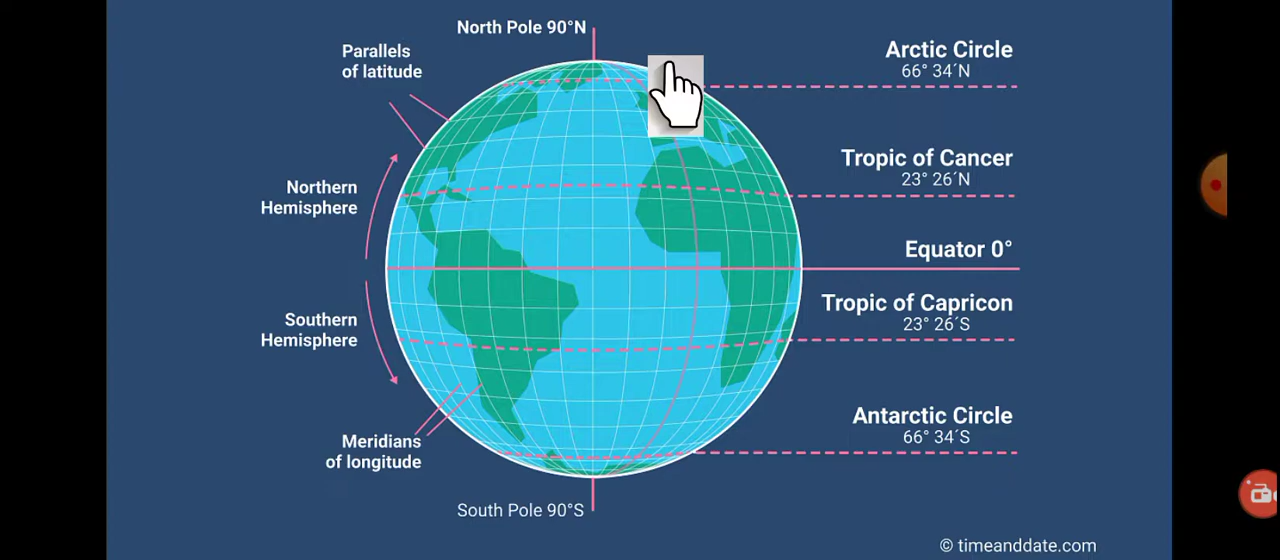 North Pole 90°N
Parallels
of latitude
Arctic Circle
66° 34´N
Tropic of Cancer
23° 26´N
Northern
Hemisphere
Equator 0°
Tropic of Capricon
23° 26´S
Southern
Hemisphere
Antarctic Circle
66° 34´S
Meridians
of longitude
South Pole 90°S
© timeanddate.com